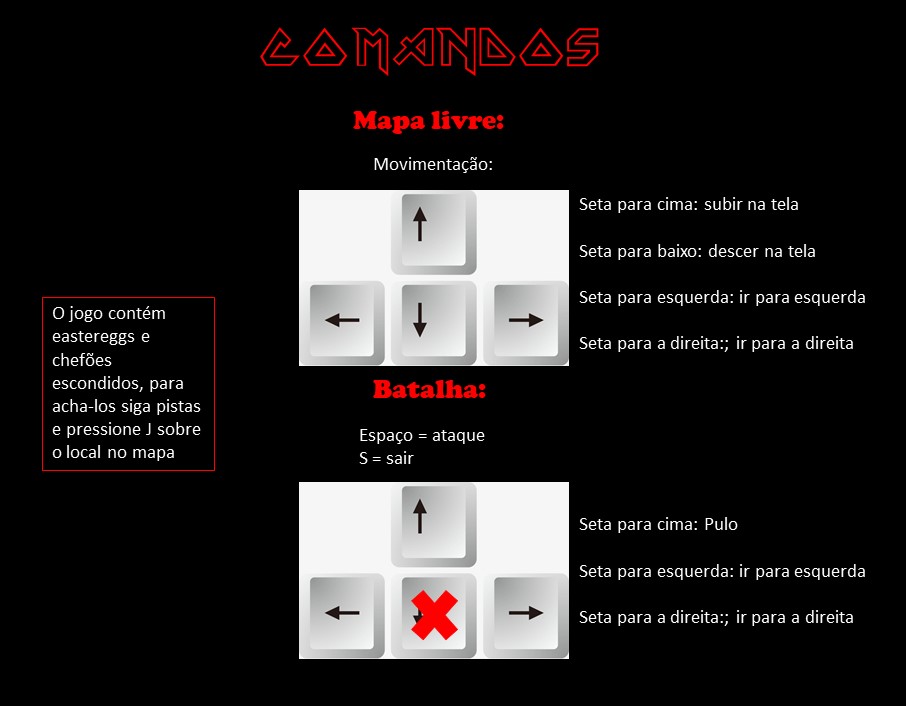 COMANDOS
Mapa livre:
Movimentação:
Seta para cima: subir na tela
Seta para baixo: descer na tela
Seta para esquerda: ir para esquerda
Seta para a direita:; ir para a direita
O jogo contém
eastereggs e
chefões
escondidos, para
acha-los siga pistas
e pressione J sobre
o local no mapa
Batalha:
Espaço = ataque
S = sair
Seta para cima: Pulo
Seta para esquerda: ir para esquerda
Seta para a direita:; ir para a direita